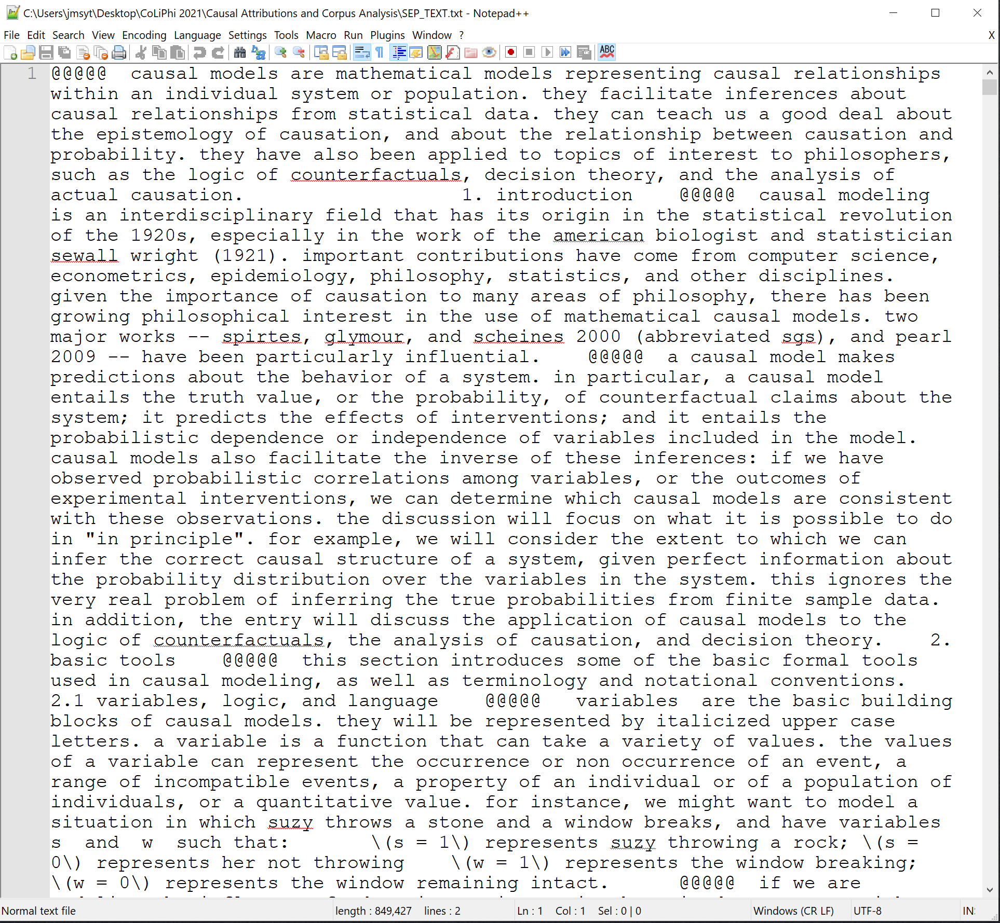 C:\Users\jmsyt\Desktop\CoLiPhi 2021\Causal Attributions and Corpus Analysis\SEP_TEXT.txt - Notepad++
File Edit Search View Encoding Language Settings Tools Macro Run Plugins Window ? X
ABC
1 @@@@@  causal models are mathematical models representing causal relationships
within an individual system or population. they facilitate inferences about
causal relationships from statistical data. they can teach us a good deal about
the epistemology of causation, and about the relationship between causation and
probability. they have also been applied to topics of interest to philosophers,
such as the logic of counterfactuals, decision theory, and the analysis of
actual causation.                   1. introduction    @@@@@  causal modeling
is an interdisciplinary field that has its origin in the statistical revolution
of the 1920s, especially in the work of the american biologist and statistician
sewall wright (1921). important contributions have come from computer science,
econometrics, epidemiology, philosophy, statistics, and other disciplines.
given the importance of causation to many areas of philosophy, there has been
growing philosophical interest in the use of mathematical causal models. two
major works -- spirtes, glymour, and scheines 2000 (abbreviated sgs), and pearl
2009 -- have been particularly influential.    @@@@@  a causal model makes
predictions about the behavior of a system. in particular, a causal model
entails the truth value, or the probability, of counterfactual claims about the
system; it predicts the effects of interventions; and it entails the
probabilistic dependence or independence of variables included in the model.
causal models also facilitate the inverse of these inferences: if we have
observed probabilistic correlations among variables, or the outcomes of
experimental interventions, we can determine which causal models are consistent
with these observations. the discussion will focus on what it is possible to do
in "in principle". for example, we will consider the extent to which we can
infer the correct causal structure of a system, given perfect information about
the probability distribution over the variables in the system. this ignores the
very real problem of inferring the true probabilities from finite sample data.
in addition, the entry will discuss the application of causal models to the
logic of counterfactuals, the analysis of causation, and decision theory.    2.
basic tools    @@@@@  this section introduces some of the basic formal tools
used in causal modeling, as well as terminology and notational conventions.
2.1 variables, logic, and language    @@@@@   variables  are the basic building
blocks of causal models. they will be represented by italicized upper case
letters. a variable is a function that can take a variety of values. the values
of a variable can represent the occurrence or non occurrence of an event, a
range of incompatible events, a property of an individual or of a population of
individuals, or a quantitative value. for instance, we might want to model a
situation in which suzy throws a stone and a window breaks, and have variables
s  and  w  such that:       \(s = 1\) represents suzy throwing a rock; \(s =
0\) represents her not throwing    \(w = 1\) represents the window breaking;
\(w = 0\) represents the window remaining intact.      @@@@@  if we are
Normal text file length : 849,427 lines : 2 Ln : 1 Col : 1 Sel : 0 | 0 Windows (CR LF) UTF-8 INS